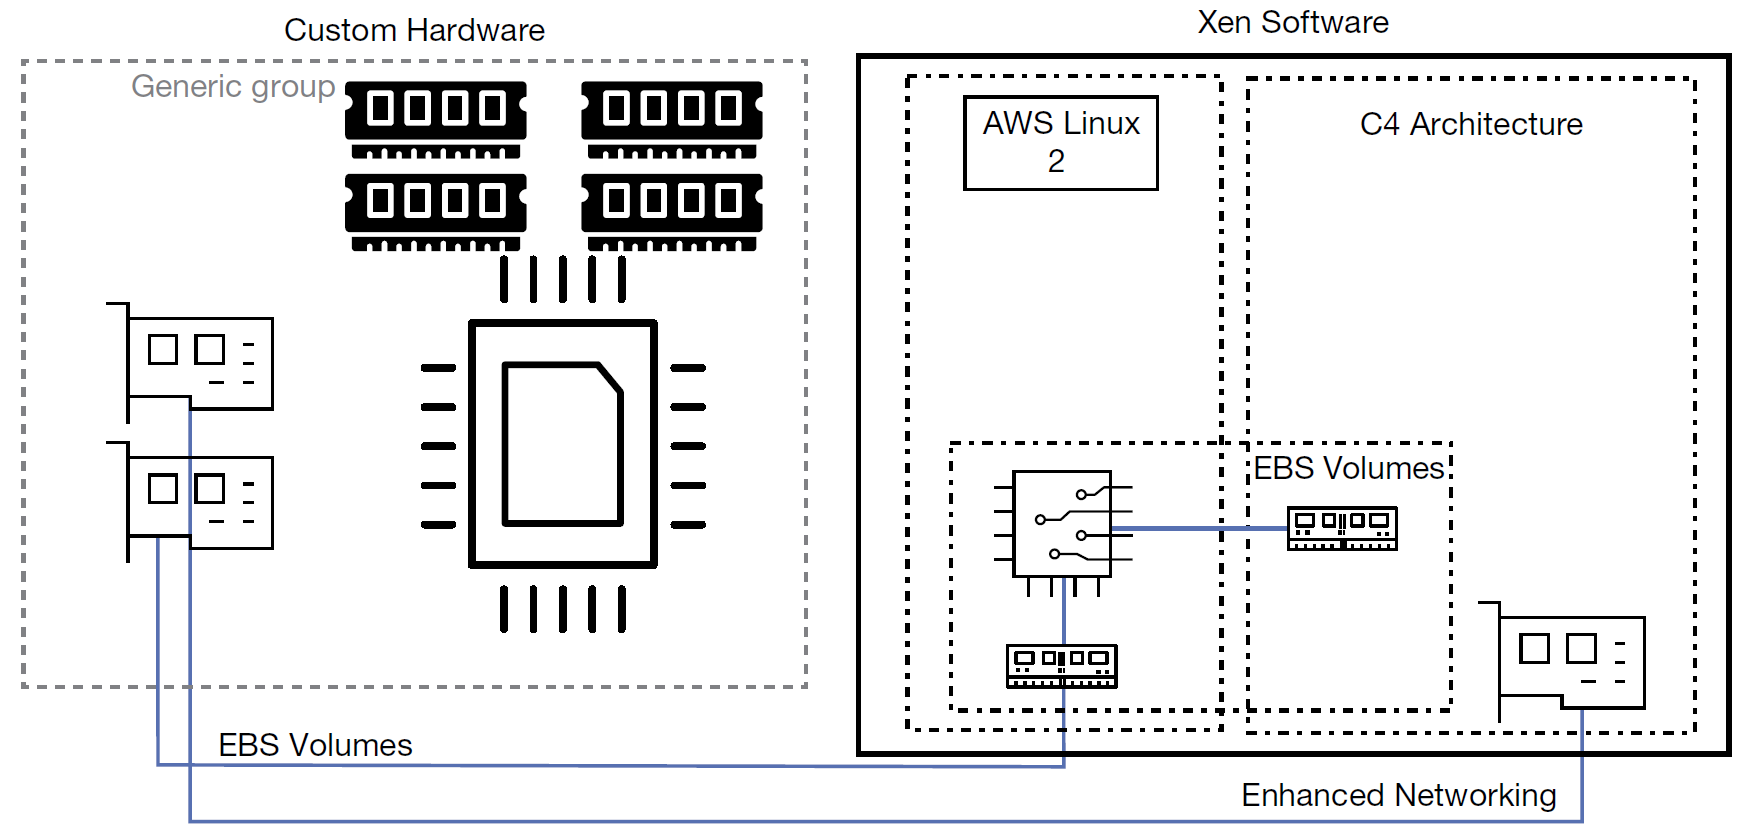 Custom Hardware
Xen Software
Generic group
AWS Linux
2
C4 Architecture
EBS Volumes
EBS Volumes
Enhanced Networking